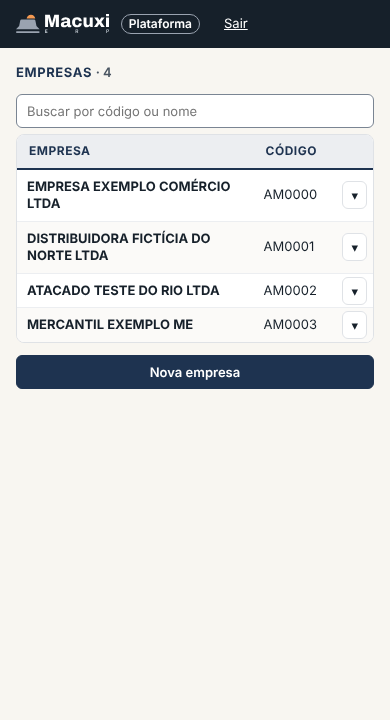 Macuxi Plataforma Sair
E R P
EMPRESAS · 4
Buscar por código ou nome
EMPRESA CÓDIGO
EMPRESA EXEMPLO COMÉRCIO
LTDA AM0000
DISTRIBUIDORA FICTÍCIA DO
NORTE LTDA AM0001
ATACADO TESTE DO RIO LTDA AM0002
MERCANTIL EXEMPLO ME AM0003
Nova empresa